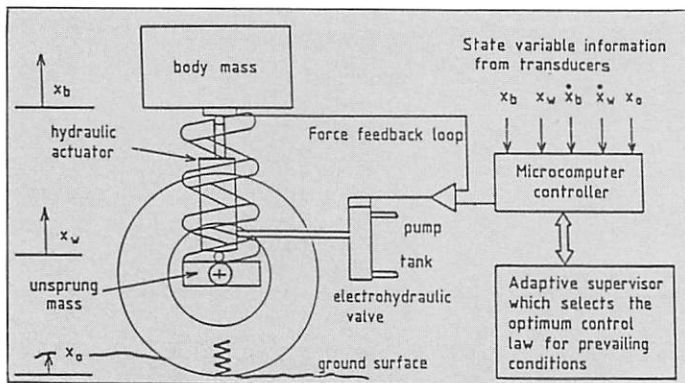 State variable information
from transducers
body mass
x_b
x_b x_w ẋ_b ẋ_w x_o
hydraulic
actuator
Force feedback loop
Microcomputer
controller
x_w
pump
tank
unsprung
mass
electrohydraulic
valve
Adaptive supervisor
which selects the
optimum control
law for prevailing
conditions
x_o
ground surface